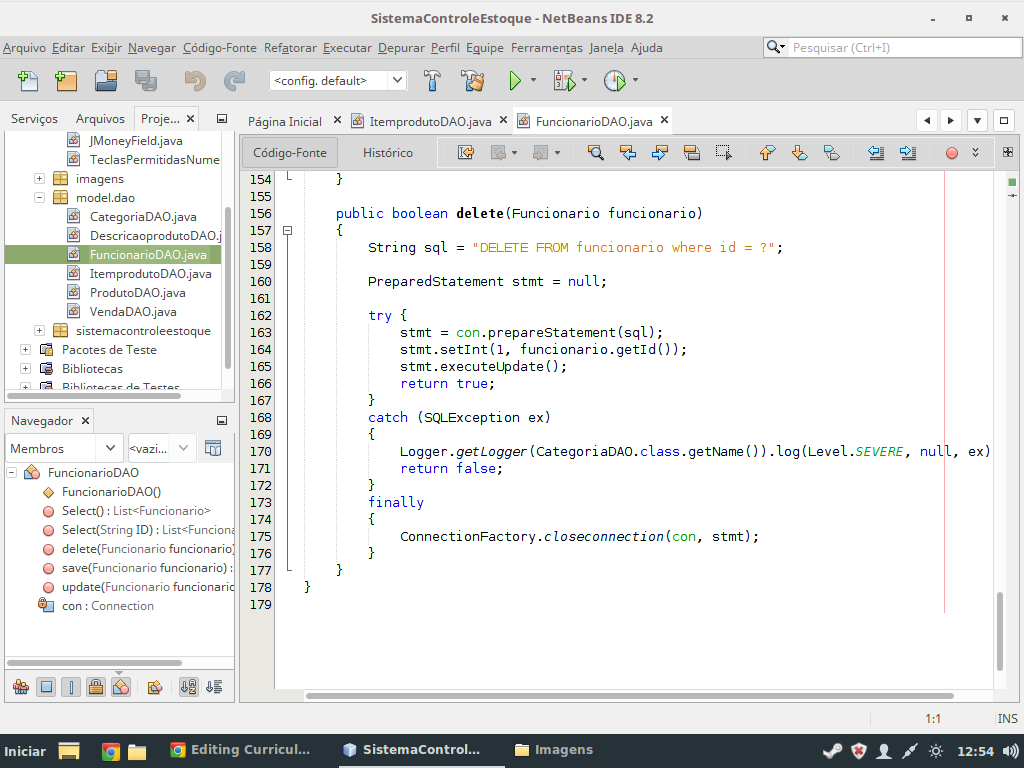 SistemaControleEstoque - NetBeans IDE 8.2
Arquivo Editar Exibir Navegar Código-Fonte Refatorar Executar Depurar Perfil Equipe Ferramentas Janela Ajuda
Pesquisar (Ctrl+I)
<config. default>
Serviços Arquivos Proje...
JMoneyField.java
TeclasPermitidasNume
imagens
model.dao
CategoriaDAO.java
DescricaoprodutoDAO.j
FuncionarioDAO.java
ItemprodutoDAO.java
ProdutoDAO.java
VendaDAO.java
sistemacontroleestoque
Pacotes de Teste
Bibliotecas
Bibliotecas de Testes
Navegador
Membros <vazi...
FuncionarioDAO
FuncionarioDAO()
Select() : List<Funcionario>
Select(String ID) : List<Funciona
delete(Funcionario funcionario)
save(Funcionario funcionario) :
update(Funcionario funcionario
con : Connection
Página Inicial ItemprodutoDAO.java FuncionarioDAO.java
Código-Fonte Histórico
154 }
155
156 public boolean delete(Funcionario funcionario)
157 {
158 String sql = "DELETE FROM funcionario where id = ?";
159
160 PreparedStatement stmt = null;
161
162 try {
163 stmt = con.prepareStatement(sql);
164 stmt.setInt(1, funcionario.getId());
165 stmt.executeUpdate();
166 return true;
167 }
168 catch (SQLException ex)
169 {
170 Logger.getLogger(CategoriaDAO.class.getName()).log(Level.SEVERE, null, ex)
171 return false;
172 }
173 finally
174 {
175 ConnectionFactory.closeconnection(con, stmt);
176 }
177 }
178 }
179
1:1 INS
Iniciar Editing Curricul... SistemaControl... Imagens 12:54